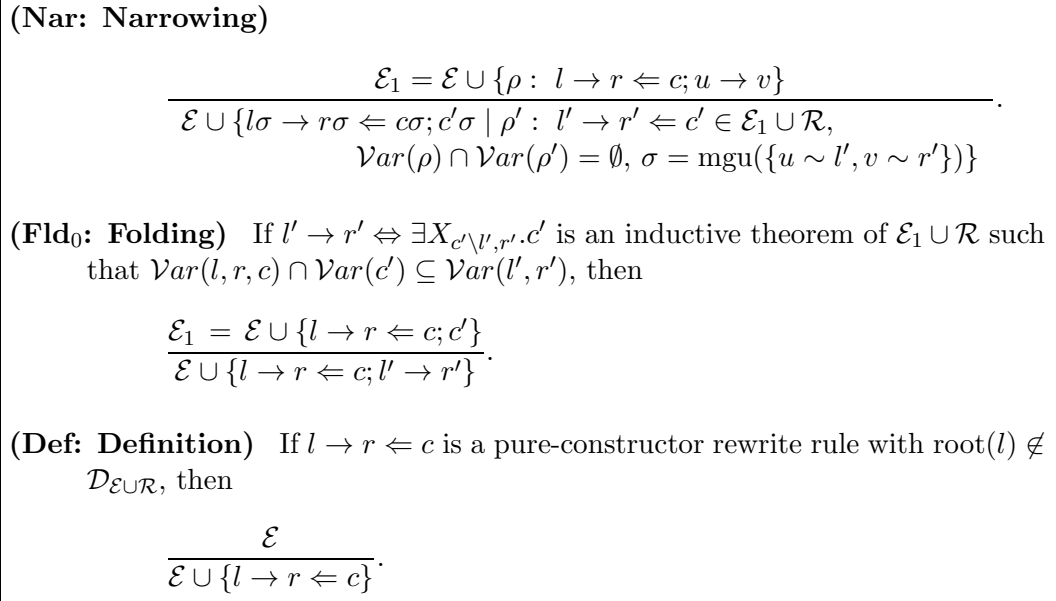 (Nar: Narrowing)
ℰ₁ = ℰ ∪ {ρ : l → r ⇐ c; u → v}
ℰ ∪ {lσ → rσ ⇐ cσ; c′σ | ρ′ : l′ → r′ ⇐ c′ ∈ ℰ₁ ∪ ℛ,
𝒱ar(ρ) ∩ 𝒱ar(ρ′) = ∅, σ = mgu({u ∼ l′, v ∼ r′})}.
(Fld₀: Folding) If l′ → r′ ⇔ ∃X_{c′\l′,r′}.c′ is an inductive theorem of ℰ₁ ∪ ℛ such
that 𝒱ar(l, r, c) ∩ 𝒱ar(c′) ⊆ 𝒱ar(l′, r′), then
ℰ₁ = ℰ ∪ {l → r ⇐ c; c′}
ℰ ∪ {l → r ⇐ c; l′ → r′}.
(Def: Definition) If l → r ⇐ c is a pure-constructor rewrite rule with root(l) ∉
𝒟_{ℰ∪ℛ}, then
ℰ
ℰ ∪ {l → r ⇐ c}.